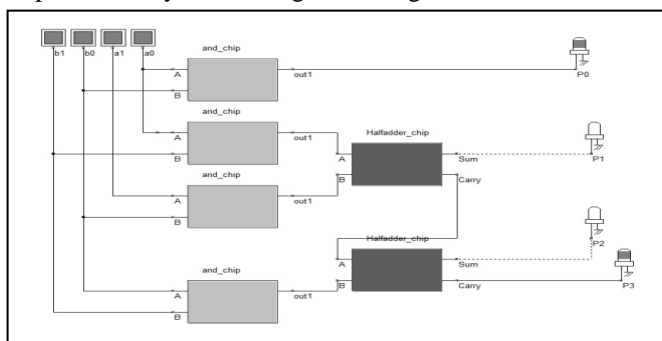 b1 b0 a1 a0
and_chip
A
B
out1
P0
and_chip
A
B
out1
Halfadder_chip
A
B
Sum
Carry
P1
and_chip
A
B
out1
Halfadder_chip
A
B
Sum
Carry
P2
P3
and_chip
A
B
out1